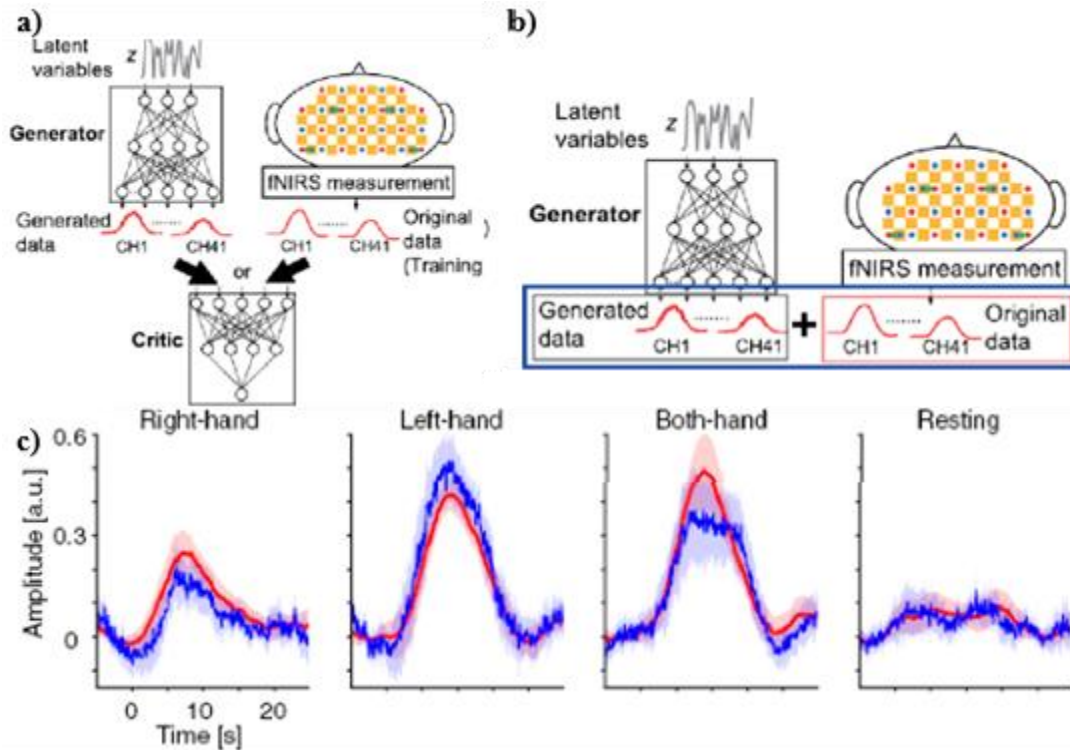 a)
Latent
variables z
Generator
fNIRS measurement
Generated
data
CH1 CH41
CH1 CH41
Original
data )
(Training
or
Critic
b)
Latent
variables z
Generator
fNIRS measurement
Generated
data
CH1 CH41
+
CH1 CH41
Original
data
c)
Right-hand Left-hand Both-hand Resting
Amplitude [a.u.]
0.6
0.3
0
0 10 20
Time [s]